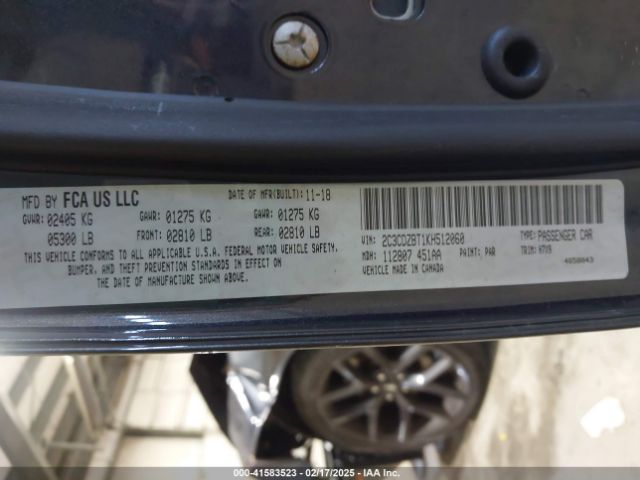 MFD BY FCA US LLC
DATE OF MFR(BUILT): 11-18
GVWR: 02405 KG GAWR: 01275 KG GAWR: 01275 KG
05300 LB FRONT: 02810 LB REAR: 02810 LB
THIS VEHICLE CONFORMS TO ALL APPLICABLE U.S.A. FEDERAL MOTOR VEHICLE SAFETY,
BUMPER, AND THEFT PREVENTION STANDARDS IN EFFECT ON
THE DATE OF MANUFACTURE SHOWN ABOVE.
VIN: 2C3CDZBT1KH512060 TYPE: PASSENGER CAR
MDH: 112807 451AA PAINT: PAR TRIM: H7X9
VEHICLE MADE IN CANADA
000-41583523 // 02/17/2025 // IAA Inc.